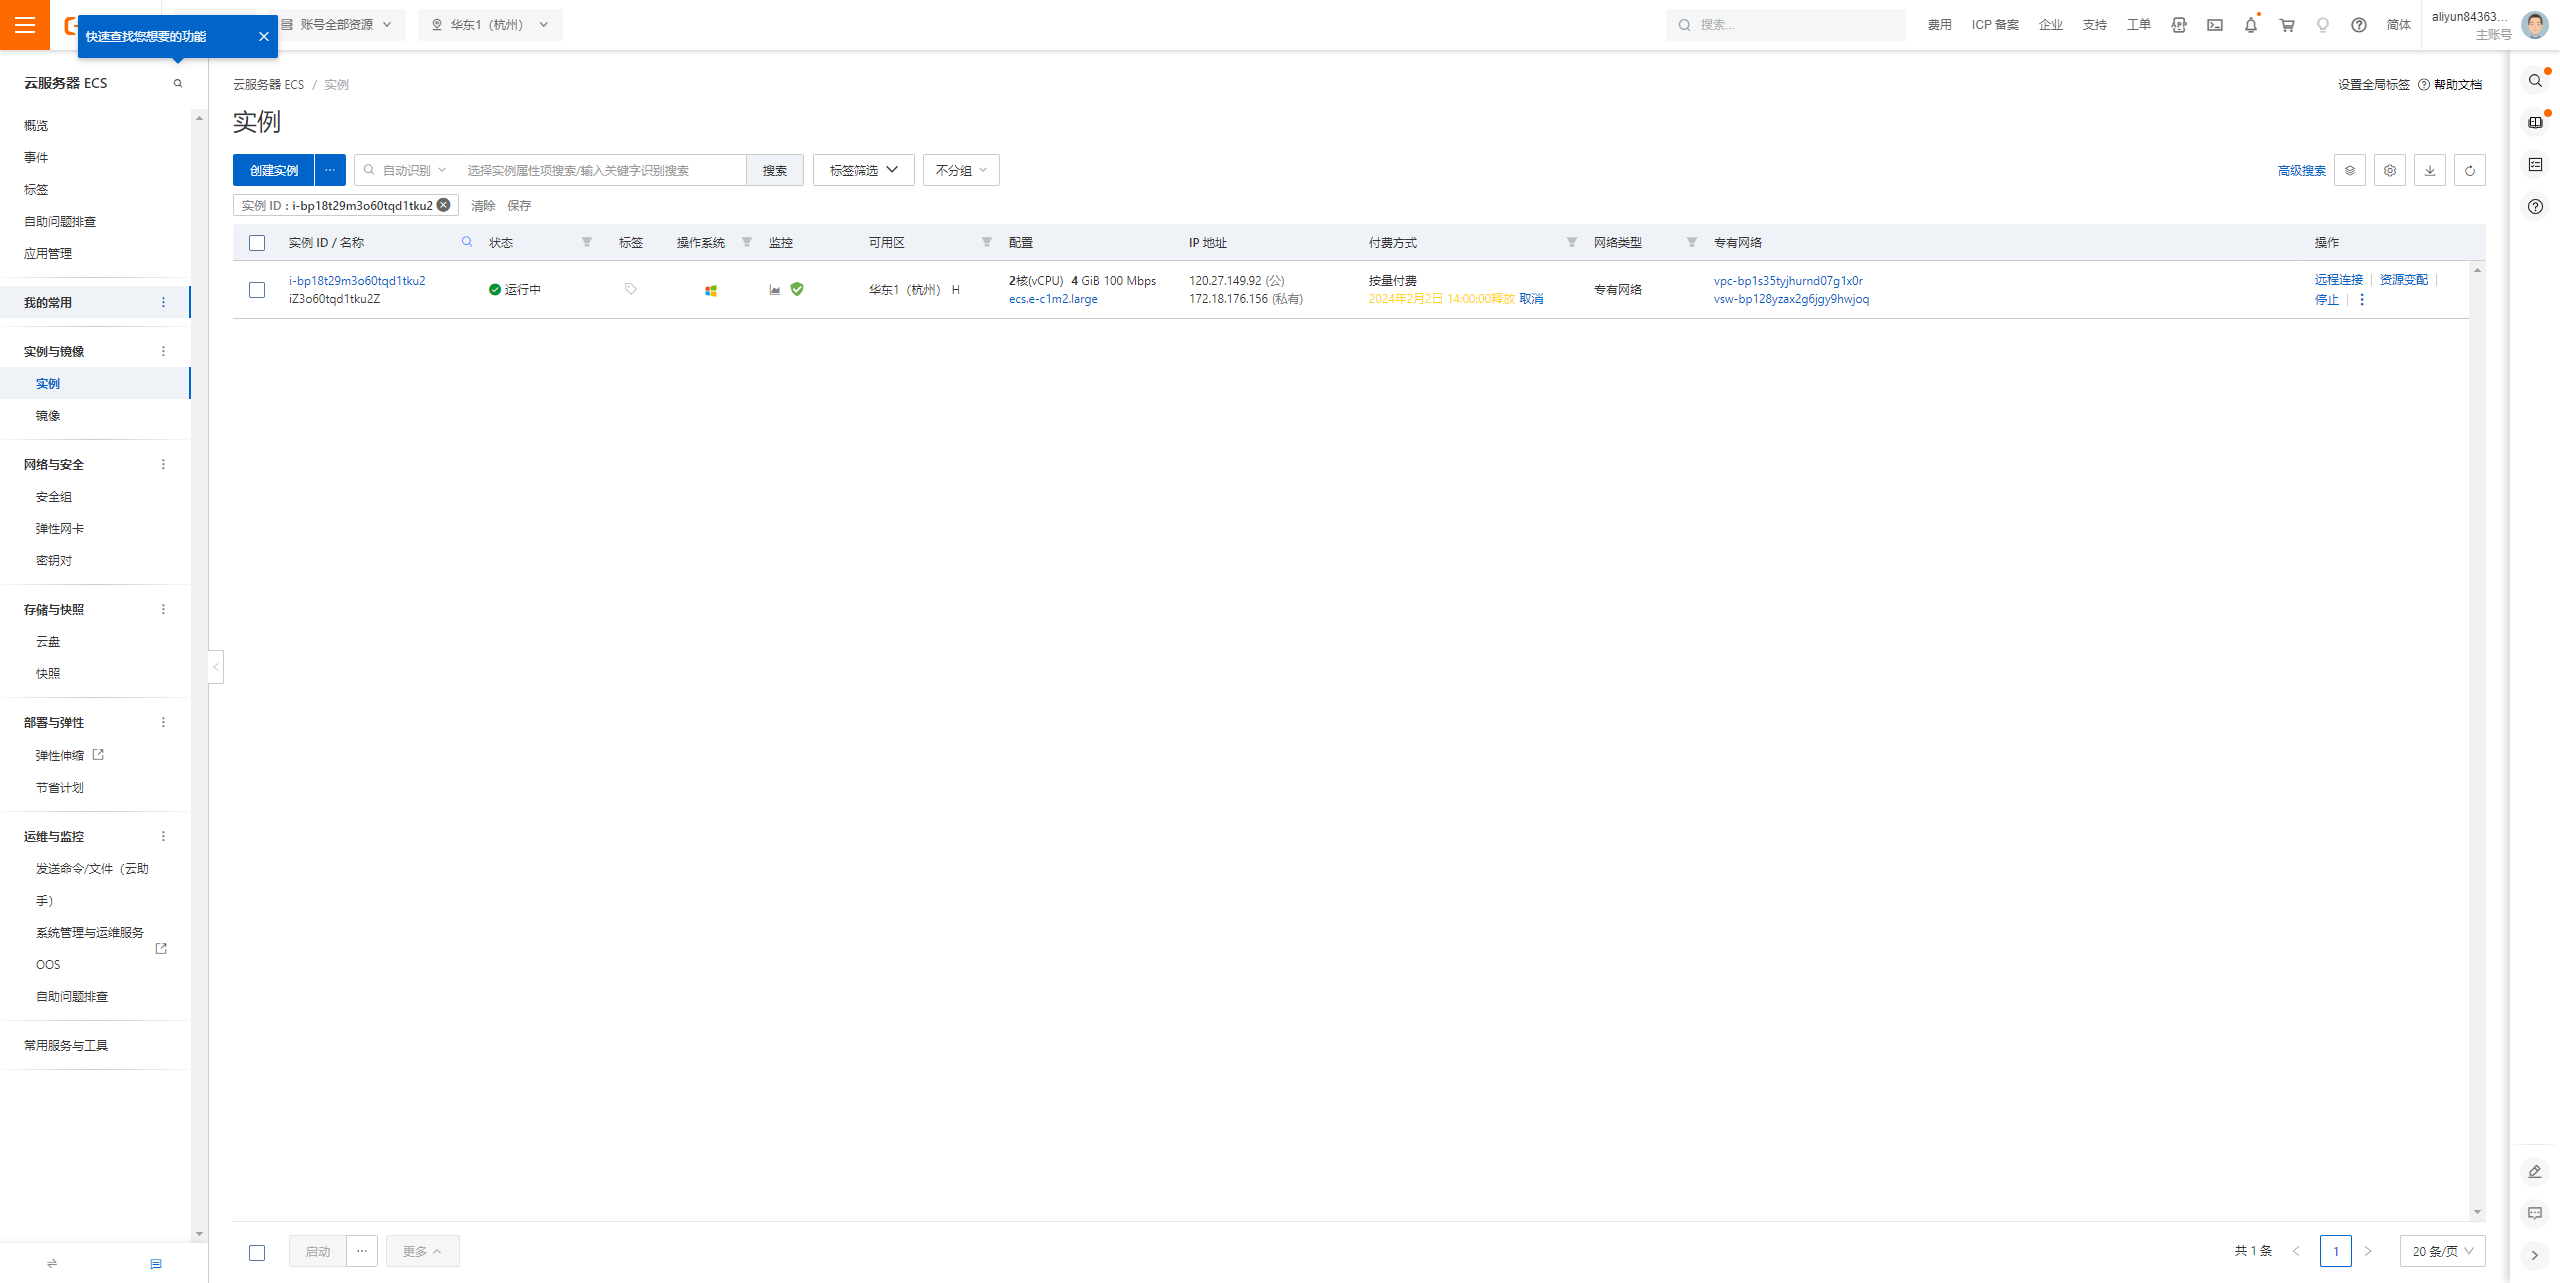 快速查找您想要的功能
账号全部资源
华东1（杭州）
搜索...
费用
ICP 备案
企业
支持
工单
简体
aliyun84363...
主账号
云服务器 ECS
概览
事件
标签
自助问题排查
应用管理
我的常用
实例与镜像
实例
镜像
网络与安全
安全组
弹性网卡
密钥对
存储与快照
云盘
快照
部署与弹性
弹性伸缩
节省计划
运维与监控
发送命令/文件（云助
手）
系统管理与运维服务
OOS
自助问题排查
常用服务与工具
云服务器 ECS / 实例
设置全局标签 帮助文档
实例
创建实例 ... 自动识别 选择实例属性项搜索/输入关键字识别搜索 搜索 标签筛选 不分组 高级搜索
实例 ID : i-bp18t29m3o60tqd1tku2 清除 保存
实例 ID / 名称 状态 标签 操作系统 监控 可用区 配置 IP 地址 付费方式 网络类型 专有网络 操作
i-bp18t29m3o60tqd1tku2
iZ3o60tqd1tku2Z
运行中
华东1（杭州） H
2核(vCPU) 4 GiB 100 Mbps
ecs.e-c1m2.large
120.27.149.92 (公)
172.18.176.156 (私有)
按量付费
2024年2月2日 14:00:00释放 取消
专有网络
vpc-bp1s35tyjhurnd07g1x0r
vsw-bp128yzax2g6jgy9hwjoq
远程连接 | 资源变配 |
停止 |
启动 ... 更多
共 1 条 1 20 条/页